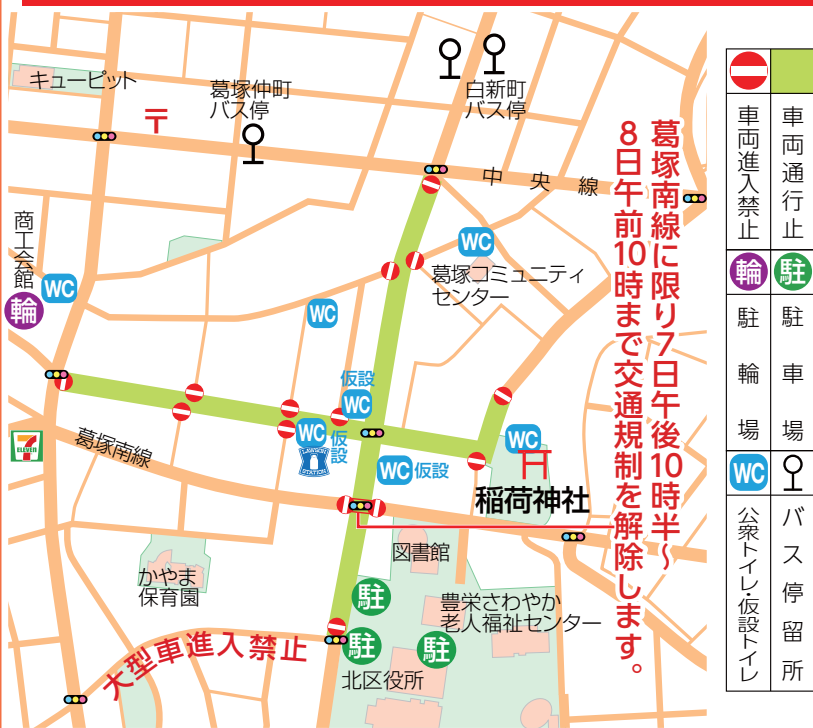 キューピット
〒
葛塚仲町
バス停
白新町
バス停
中央線
葛塚南線に限り7日午後10時半～
8日午前10時まで交通規制を解除します。
商工会館
WC
輪
WC
葛塚コミュニティ
センター
WC
仮設
WC
WC
仮設
LAWSON
STATION
WC
仮設
WC
稲荷神社
7
ELEVEN
葛塚南線
かやま
保育園
図書館
豊栄さわやか
老人福祉センター
駐
駐
駐
北区役所
大型車進入禁止
車両通行止
車両進入禁止
駐
駐車場
輪
駐輪場
バス停留所
WC
公衆トイレ・仮設トイレ